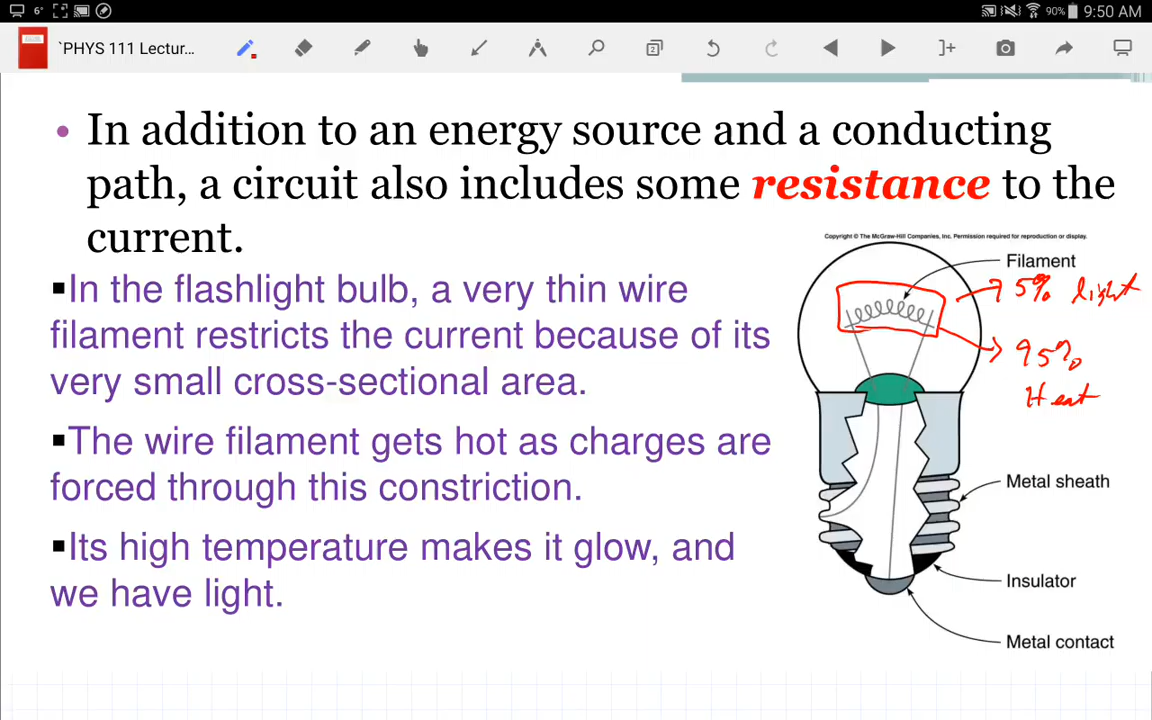 6°
90% 9:50 AM
`PHYS 111 Lectur...
2
• In addition to an energy source and a conducting
path, a circuit also includes some resistance to the
current.
Copyright © The McGraw-Hill Companies, Inc. Permission required for reproduction or display.
▪In the flashlight bulb, a very thin wire
filament restricts the current because of its
very small cross-sectional area.
▪The wire filament gets hot as charges are
forced through this constriction.
▪Its high temperature makes it glow, and
we have light.
Filament
5% light
95%
Heat
Metal sheath
Insulator
Metal contact